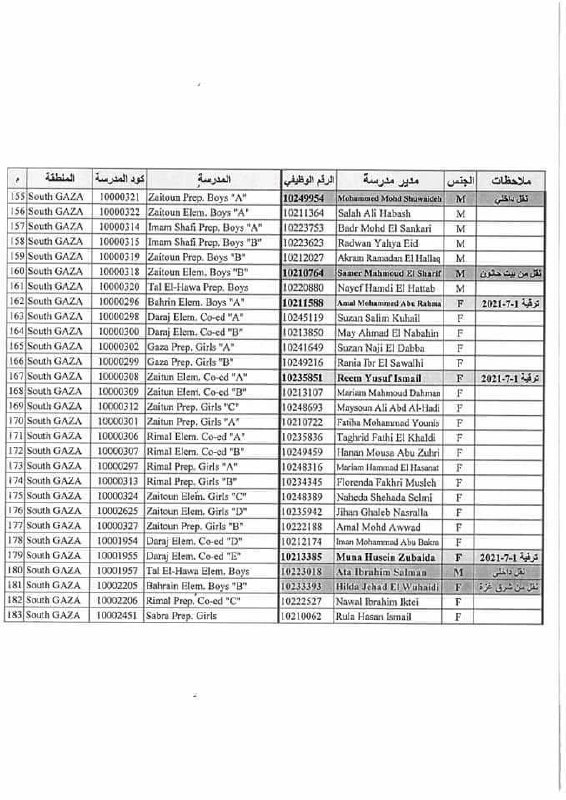 م المنطقة كود المدرسة المدرسة الرقم الوظيفي مدير مدرسة الجنس ملاحظات
155 South GAZA 10000321 Zaitoun Prep. Boys "A" 10249954 Mohammed Mohd Shuwaideh M نقل داخلي
156 South GAZA 10000322 Zaitoun Elem. Boys "A" 10211364 Salah Ali Habash M
157 South GAZA 10000314 Imam Shafi Prep. Boys "A" 10223753 Badr Mohd El Sankari M
158 South GAZA 10000315 Imam Shafi Prep. Boys "B" 10223623 Radwan Yahya Eid M
159 South GAZA 10000319 Zaitoun Prep. Boys "B" 10212027 Akram Ramadan El Hallaq M
160 South GAZA 10000318 Zaitoun Elem. Boys "B" 10210764 Samer Mahmoud El Sharif M نقل من بيت حانون
161 South GAZA 10000320 Tal El-Hawa Prep. Boys 10220880 Nayef Hamdi El Hattab M
162 South GAZA 10000296 Bahrin Elem. Boys "A" 10211588 Amal Mohammed Abu Rahma F ترقية 1-7-2021
163 South GAZA 10000298 Daraj Elem. Co-ed "A" 10245119 Suzan Salim Kuhail F
164 South GAZA 10000300 Daraj Elem. Co-ed "B" 10213850 May Ahmad El Nabahin F
165 South GAZA 10000302 Gaza Prep. Girls "A" 10241649 Suzan Naji El Dabba F
166 South GAZA 10000299 Gaza Prep. Girls "B" 10249216 Rania Ibr El Sawalhi F
167 South GAZA 10000308 Zaitun Elem. Co-ed "A" 10235851 Reem Yusuf Ismail F ترقية 1-7-2021
168 South GAZA 10000309 Zaitun Elem. Co-ed "B" 10213107 Mariam Mahmoud Dahman F
169 South GAZA 10000312 Zaitun Prep. Girls "C" 10248693 Maysoun Ali Abd Al-Hadi F
170 South GAZA 10000301 Zaitun Prep. Girls "A" 10210722 Fatiha Mohammad Younis F
171 South GAZA 10000306 Rimal Elem. Co-ed "A" 10235836 Taghrid Fathi El Khaldi F
172 South GAZA 10000307 Rimal Elem. Co-ed "B" 10249459 Hanan Mousa Abu Zuhri F
173 South GAZA 10000297 Rimal Prep. Girls "A" 10248316 Mariam Hammad El Hasanat F
174 South GAZA 10000313 Rimal Prep. Girls "B" 10234345 Florenda Fakhri Musleh F
175 South GAZA 10000324 Zaitoun Elem. Girls "C" 10248389 Naheda Shehada Selmi F
176 South GAZA 10002625 Zaitoun Elem. Girls "D" 10235942 Jihan Ghaleb Nasralla F
177 South GAZA 10000327 Zaitoun Prep. Girls "B" 10222188 Amal Mohd Awwad F
178 South GAZA 10001954 Daraj Elem. Co-ed "D" 10212174 Iman Mohammad Abu Bakra F
179 South GAZA 10001955 Daraj Elem. Co-ed "E" 10213385 Muna Husein Zubaida F ترقية 1-7-2021
180 South GAZA 10001957 Tal El-Hawa Elem. Boys 10223018 Ata Ibrahim Salman M نقل داخلي
181 South GAZA 10002205 Bahrain Elem. Boys "B" 10233393 Hilda Jehad El Wahaidi F نقل من شرق غزة
182 South GAZA 10002206 Rimal Prep. Co-ed "C" 10222527 Nawal Ibrahim Iktei F
183 South GAZA 10002451 Sabra Prep. Girls 10210062 Rula Hasan Ismail F